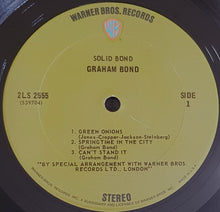 WARNER BROS. RECORDS
SOLID BOND
GRAHAM BOND
2LS 2555
(S39704)
SIDE
1
1. GREEN ONIONS
(Jones-Cropper-Jackson-Steinberg)
2. SPRINGTIME IN THE CITY
(Graham Bond)
3. CAN'T STAND IT
(Graham Bond)
"BY SPECIAL ARRANGEMENT WITH WARNER BROS
RECORDS LTD., LONDON"
STEREO